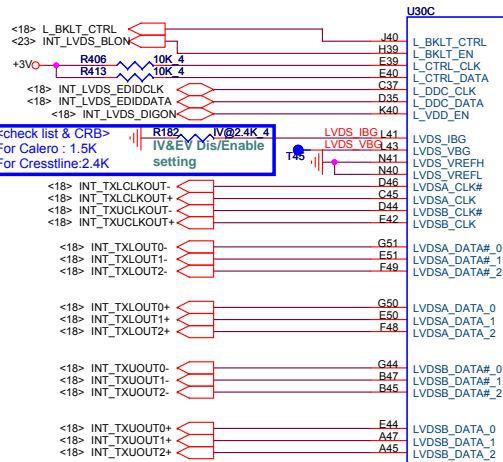 U30C
<18> L_BKLT_CTRL J40 L_BKLT_CTRL
<23> INT_LVDS_BLON H39 L_BKLT_EN
+3VO R406 10K_4 E39 L_CTRL_CLK
R413 10K_4 E40 L_CTRL_DATA
<18> INT_LVDS_EDIDCLK C37 L_DDC_CLK
<18> INT_LVDS_EDIDDATA D35 L_DDC_DATA
<18> INT_LVDS_DIGON K40 L_VDD_EN
<check list & CRB> R182 IV@2.4K_4 LVDS_IBG L41 LVDS_IBG
For Calero : 1.5K IV&EV Dis/Enable LVDS_VBG L43 LVDS_VBG
For Cresstline:2.4K setting T45 N41 LVDS_VREFH
N40 LVDS_VREFL
<18> INT_TXLCLKOUT- D46 LVDSA_CLK#
<18> INT_TXLCLKOUT+ C45 LVDSA_CLK
<18> INT_TXUCLKOUT- D44 LVDSB_CLK#
<18> INT_TXUCLKOUT+ E42 LVDSB_CLK
<18> INT_TXLOUT0- G51 LVDSA_DATA#_0
<18> INT_TXLOUT1- E51 LVDSA_DATA#_1
<18> INT_TXLOUT2- F49 LVDSA_DATA#_2
<18> INT_TXLOUT0+ G50 LVDSA_DATA_0
<18> INT_TXLOUT1+ E50 LVDSA_DATA_1
<18> INT_TXLOUT2+ F48 LVDSA_DATA_2
<18> INT_TXUOUT0- G44 LVDSB_DATA#_0
<18> INT_TXUOUT1- B47 LVDSB_DATA#_1
<18> INT_TXUOUT2- B45 LVDSB_DATA#_2
<18> INT_TXUOUT0+ E44 LVDSB_DATA_0
<18> INT_TXUOUT1+ A47 LVDSB_DATA_1
<18> INT_TXUOUT2+ A45 LVDSB_DATA_2